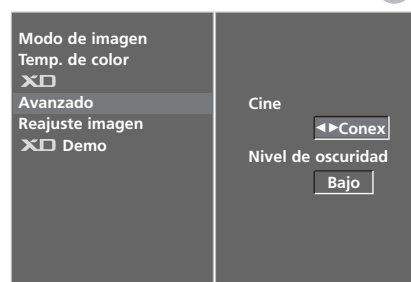 Modo de imagen
Temp. de color
XD
Avanzado
Reajuste imagen
XD Demo
Cine
◄►Conex
Nivel de oscuridad
Bajo